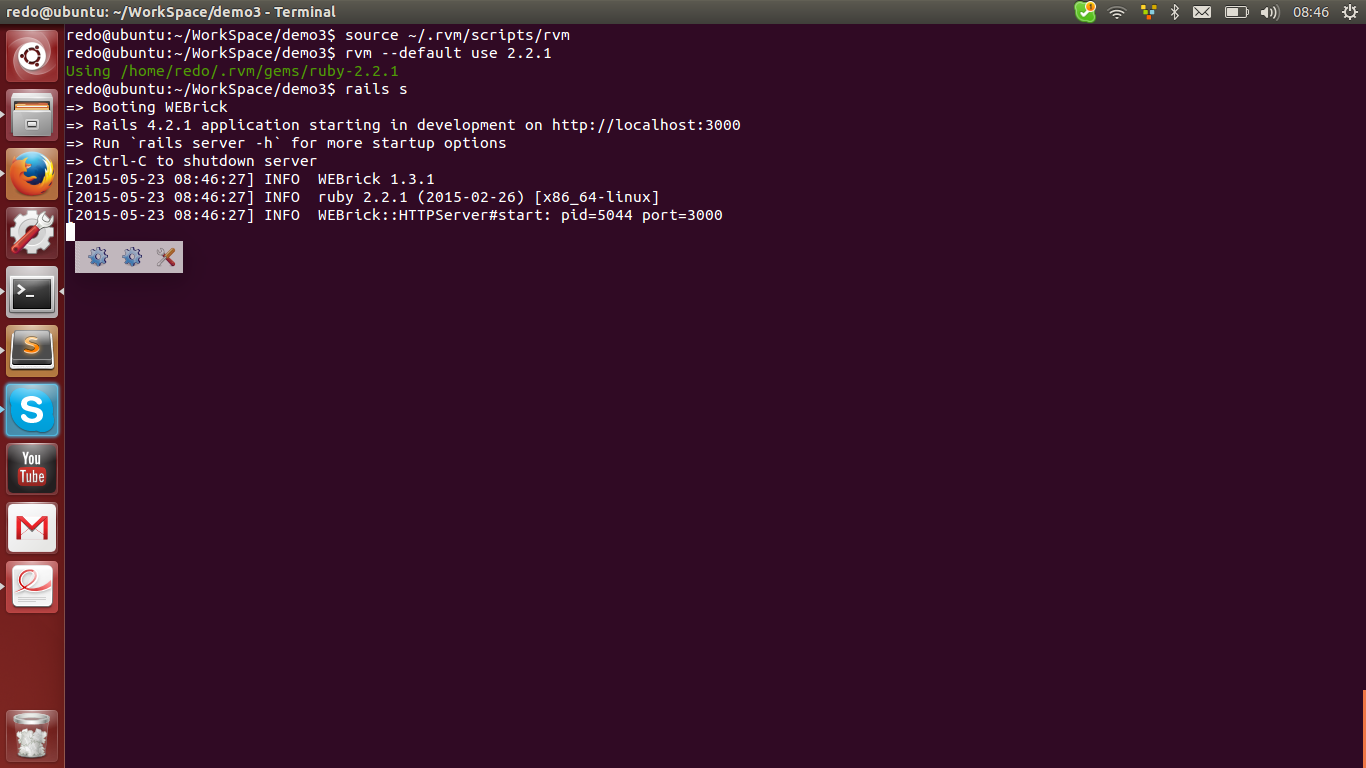 redo@ubuntu: ~/WorkSpace/demo3 - Terminal
08:46
redo@ubuntu:~/WorkSpace/demo3$ source ~/.rvm/scripts/rvm
redo@ubuntu:~/WorkSpace/demo3$ rvm --default use 2.2.1
Using /home/redo/.rvm/gems/ruby-2.2.1
redo@ubuntu:~/WorkSpace/demo3$ rails s
=> Booting WEBrick
=> Rails 4.2.1 application starting in development on http://localhost:3000
=> Run `rails server -h` for more startup options
=> Ctrl-C to shutdown server
[2015-05-23 08:46:27] INFO  WEBrick 1.3.1
[2015-05-23 08:46:27] INFO  ruby 2.2.1 (2015-02-26) [x86_64-linux]
[2015-05-23 08:46:27] INFO  WEBrick::HTTPServer#start: pid=5044 port=3000
>_
S
S
You
Tube
M